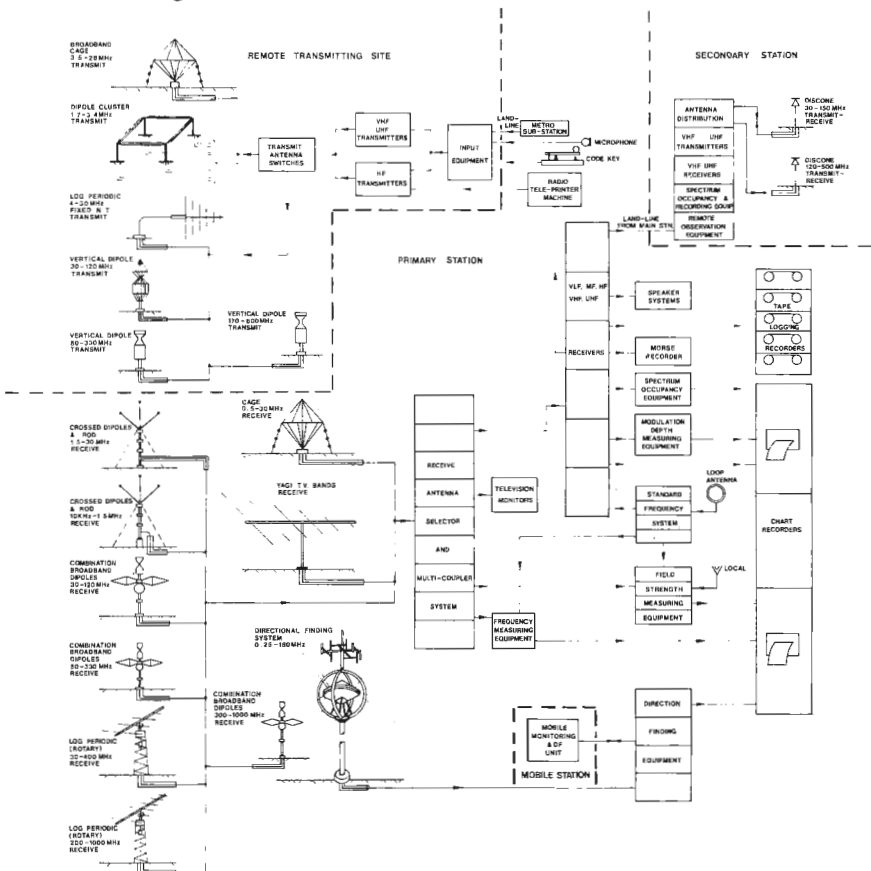 REMOTE TRANSMITTING SITE
BROADBAND
CAGE
3.5-28MHz
TRANSMIT
DIPOLE CLUSTER
1.7-3.4MHz
TRANSMIT
LOG PERIODIC
4-30 MHz
FIXED N T
TRANSMIT
VERTICAL DIPOLE
30-120 MHz
TRANSMIT
VERTICAL DIPOLE
TRANSMIT
VERTICAL DIPOLE
TRANSMIT
TRANSMIT
ANTENNA
SWITCHES
VHF
UHF
TRANSMITTERS
HF
TRANSMITTERS
INPUT
EQUIPMENT
LAND-
LINE
METRO
SUB-STATION
MICROPHONE
CODE KEY
RADIO
TELE-PRINTER
MACHINE
SECONDARY STATION
ANTENNA
DISTRIBUTION
VHF UHF
TRANSMITTERS
VHF UHF
RECEIVERS
SPECTRUM
OCCUPANCY &
RECORDING EQUIP
REMOTE
OBSERVATION
EQUIPMENT
DISCONE
30-150 MHz
TRANSMIT-
RECEIVE
DISCONE
120-500 MHz
TRANSMIT-
RECEIVE
LAND-LINE
FROM MAIN STN.
PRIMARY STATION
VLF, MF, HF
VHF, UHF
RECEIVERS
SPEAKER
SYSTEMS
MORSE
RECORDER
SPECTRUM
OCCUPANCY
EQUIPMENT
MODULATION
DEPTH
MEASURING
EQUIPMENT
TAPE
LOGGING
RECORDERS
LOOP
ANTENNA
STANDARD
FREQUENCY
SYSTEM
CHART
RECORDERS
LOCAL
FIELD
STRENGTH
MEASURING
EQUIPMENT
CROSSED DIPOLES
& ROD
1.5-30 MHz
RECEIVE
CAGE
0.5-30 MHz
RECEIVE
YAGI T.V. BANDS
RECEIVE
RECEIVE
ANTENNA
SELECTOR
AND
MULTI-COUPLER
SYSTEM
TELEVISION
MONITORS
FREQUENCY
MEASURING
EQUIPMENT
CROSSED DIPOLES
& ROD
10KHz-1.5MHz
RECEIVE
COMBINATION
BROADBAND
DIPOLES
30-120 MHz
RECEIVE
COMBINATION
BROADBAND
DIPOLES
RECEIVE
DIRECTIONAL FINDING
SYSTEM
0.25-180MHz
COMBINATION
BROADBAND
DIPOLES
300-1000 MHz
RECEIVE
LOG PERIODIC
(ROTARY)
30-400 MHz
RECEIVE
LOG PERIODIC
(ROTARY)
200-1000 MHz
RECEIVE
MOBILE
MONITORING
& DF
UNIT
MOBILE STATION
DIRECTION
FINDING
EQUIPMENT